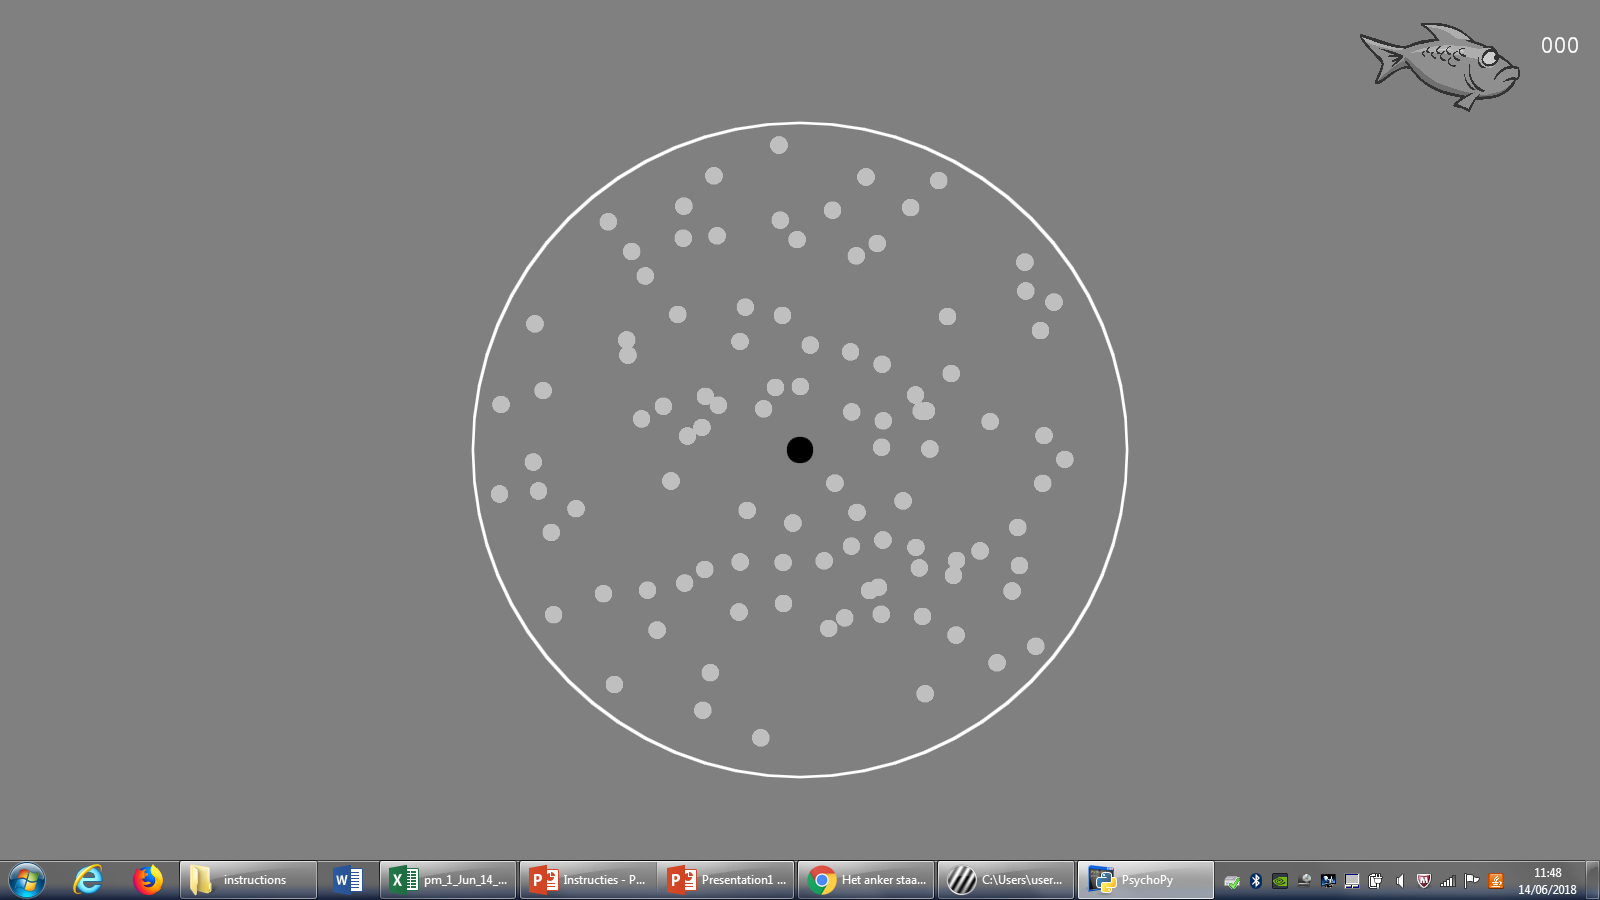 000
instructions
pm_1_Jun_14_...
Instructies - P...
Presentation1 ...
Het anker staa...
C:\Users\user...
PsychoPy
11:48
14/06/2018